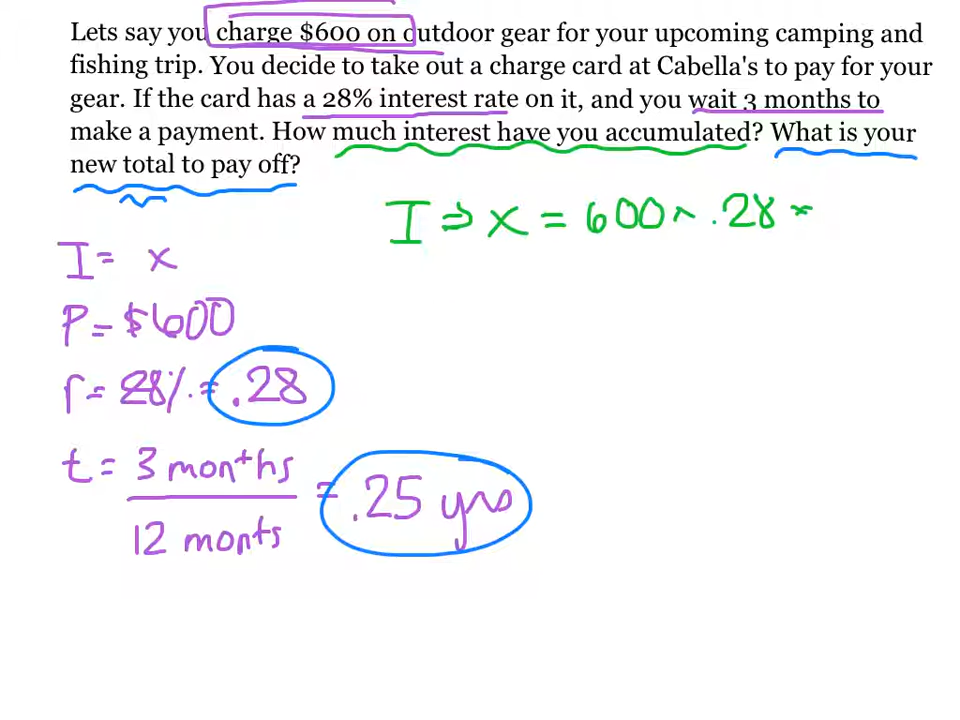 Lets say you charge $600 on outdoor gear for your upcoming camping and
fishing trip. You decide to take out a charge card at Cabella's to pay for your
gear. If the card has a 28% interest rate on it, and you wait 3 months to
make a payment. How much interest have you accumulated? What is your
new total to pay off?
I ⇒ x = 600 * .28 *
I = x
P = $600
r = 28% = .28
t = 3 months
= .25 yrs
12 monts